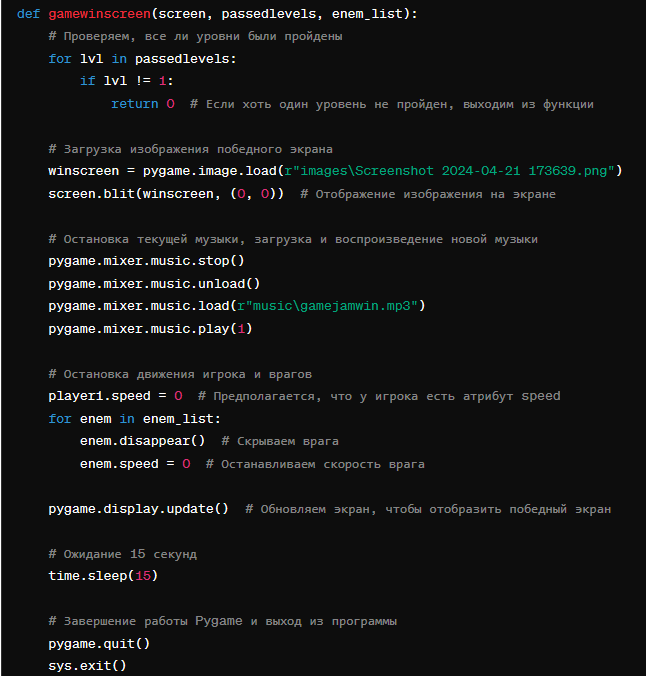 def gamewinscreen(screen, passedlevels, enem_list):
    # Проверяем, все ли уровни были пройдены
    for lvl in passedlevels:
        if lvl != 1:
            return 0  # Если хоть один уровень не пройден, выходим из функции

    # Загрузка изображения победного экрана
    winscreen = pygame.image.load(r"images\Screenshot 2024-04-21 173639.png")
    screen.blit(winscreen, (0, 0))  # Отображение изображения на экране

    # Остановка текущей музыки, загрузка и воспроизведение новой музыки
    pygame.mixer.music.stop()
    pygame.mixer.music.unload()
    pygame.mixer.music.load(r"music\gamejamwin.mp3")
    pygame.mixer.music.play(1)

    # Остановка движения игрока и врагов
    player1.speed = 0  # Предполагается, что у игрока есть атрибут speed
    for enem in enem_list:
        enem.disappear()  # Скрываем врага
        enem.speed = 0  # Останавливаем скорость врага

    pygame.display.update()  # Обновляем экран, чтобы отобразить победный экран

    # Ожидание 15 секунд
    time.sleep(15)

    # Завершение работы Pygame и выход из программы
    pygame.quit()
    sys.exit()